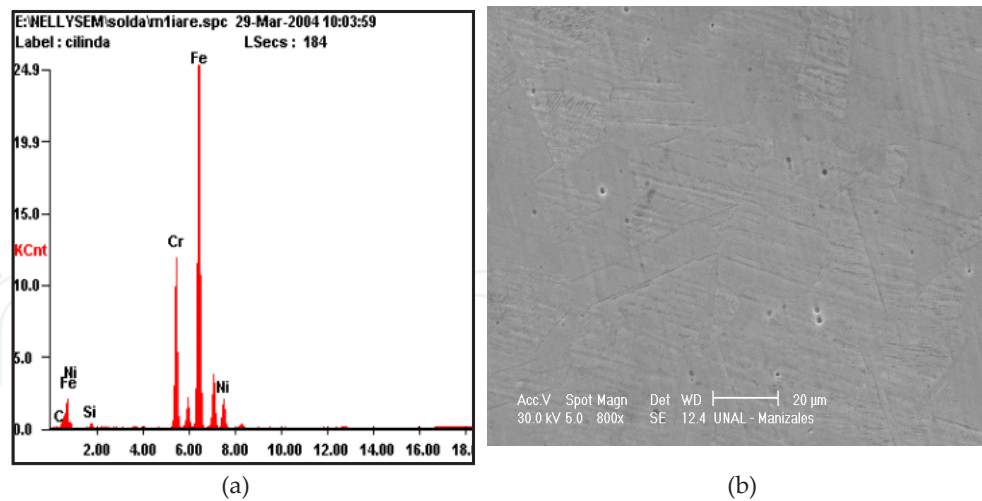 E:\NELLYSEM\solda\m1iare.spc 29-Mar-2004 10:03:59
Label : cilinda LSecs : 184
Fe
24.9
19.9
15.0
KCnt
Cr
10.0
5.0
Ni
Fe
Ni
C
Si
0.0
2.00 4.00 6.00 8.00 10.00 12.00 14.00 16.00 18.
Acc.V Spot Magn Det WD 20 µm
30.0 kV 5.0 800x SE 12.4 UNAL - Manizales
(a) (b)